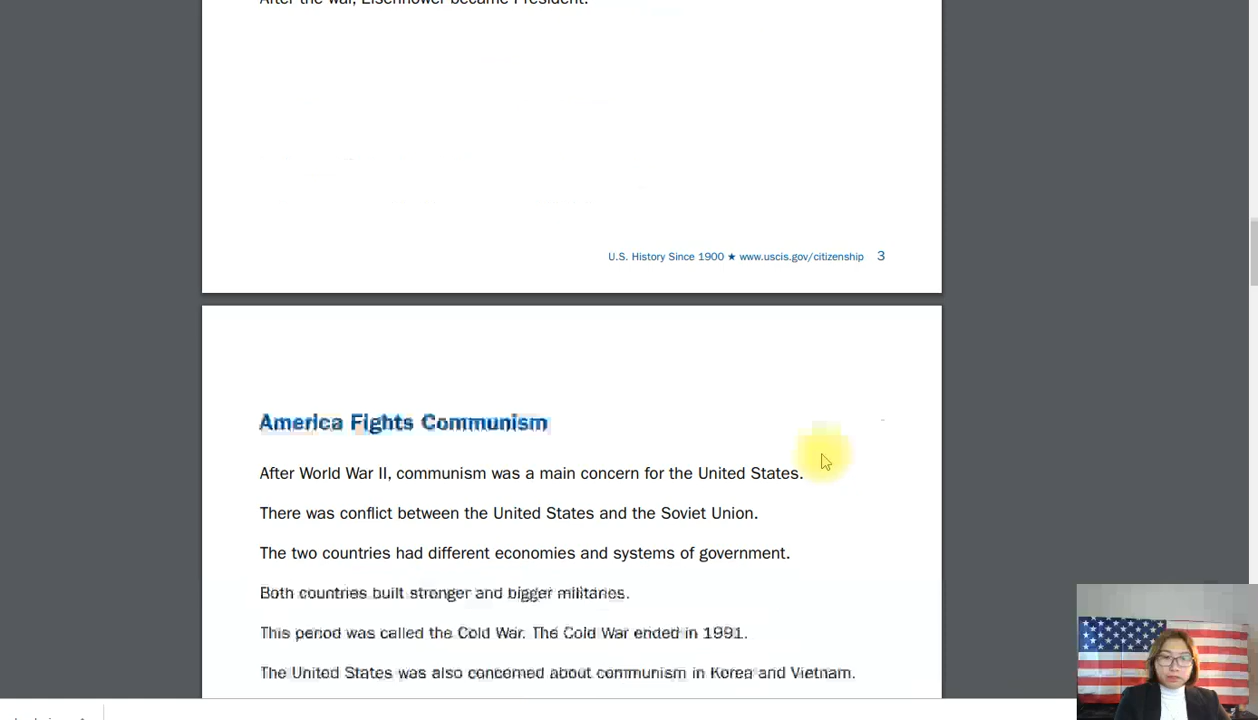 After the war, Eisenhower became President.
U.S. History Since 1900 ★ www.uscis.gov/citizenship 3
America Fights Communism
After World War II, communism was a main concern for the United States.
There was conflict between the United States and the Soviet Union.
The two countries had different economies and systems of government.
Both countries built stronger and bigger militaries.
This period was called the Cold War. The Cold War ended in 1991.
The United States was also concerned about communism in Korea and Vietnam.